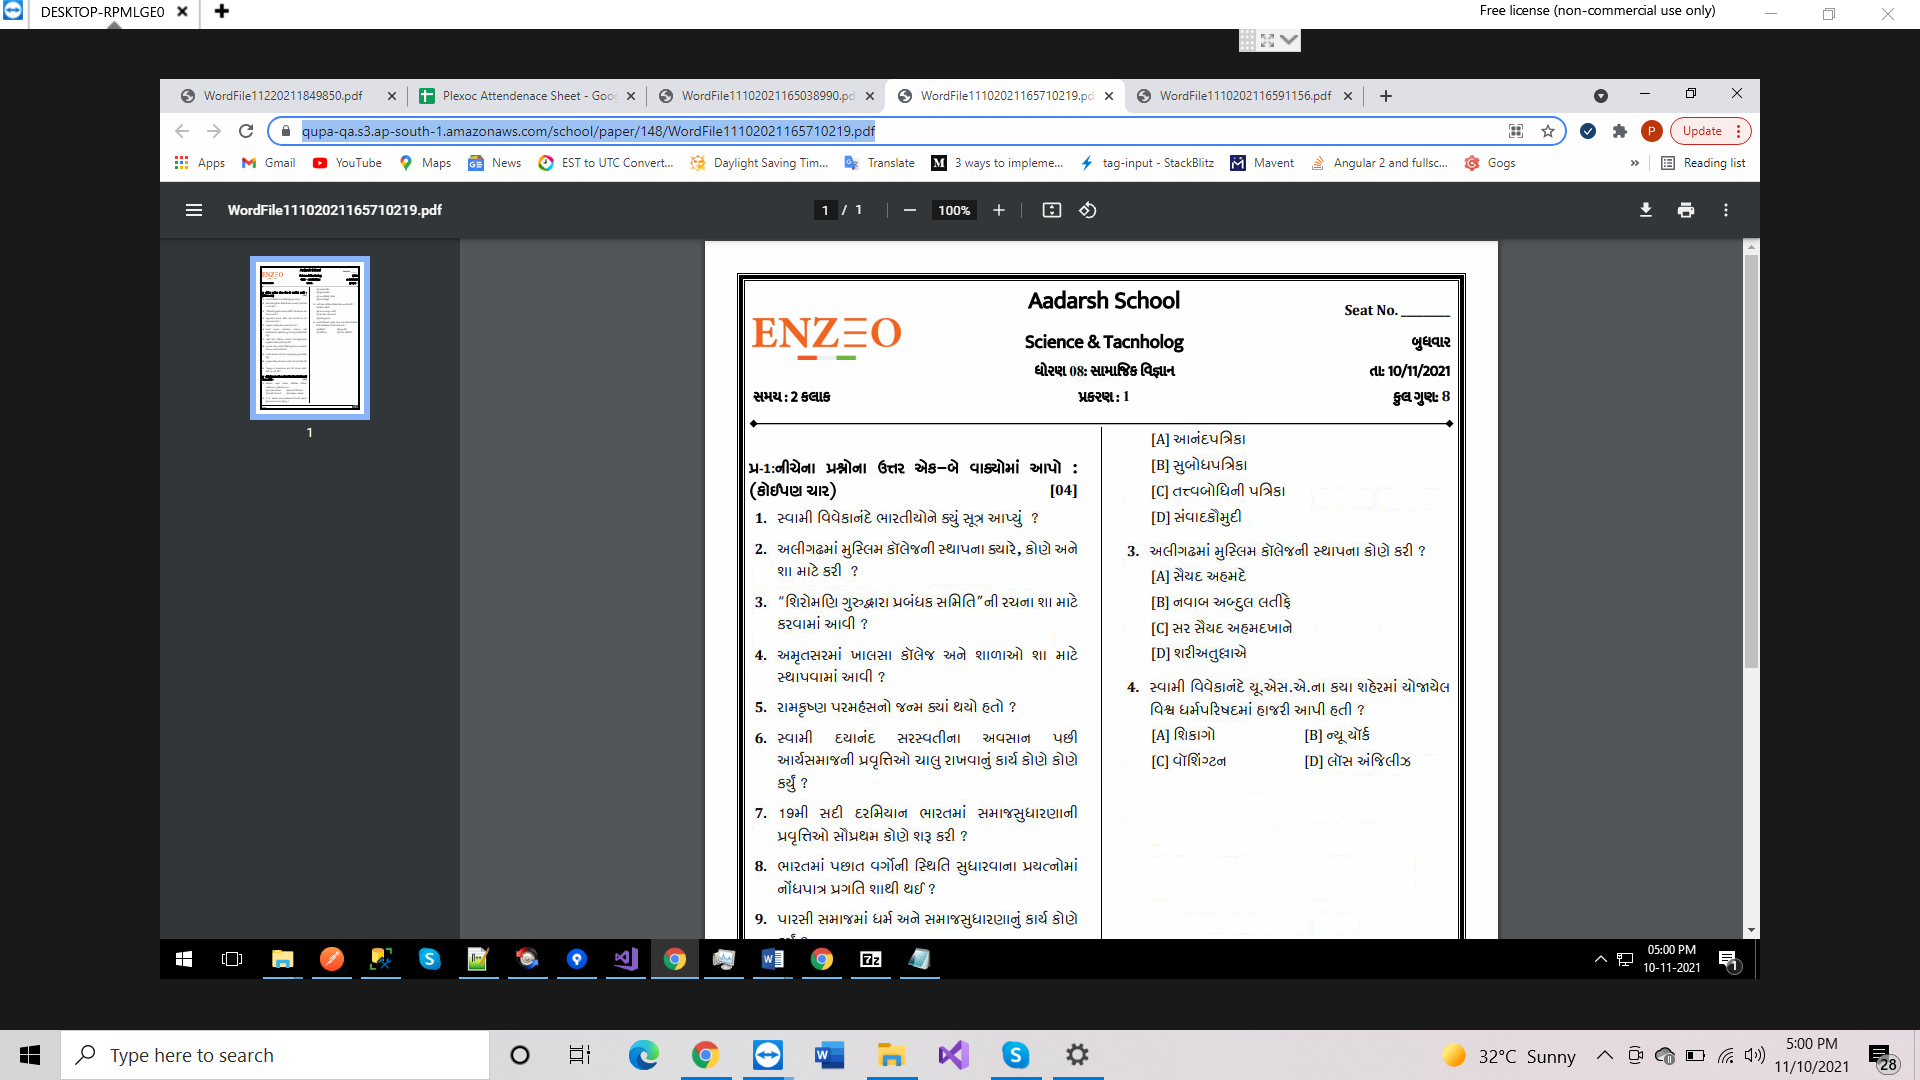 DESKTOP-RPMLGE0
Free license (non-commercial use only)
WordFile11220211849850.pdf
Plexoc Attendenace Sheet - Goog
WordFile11102021165038990.pd
WordFile11102021165710219.pd
WordFile1110202116591156.pdf
qupa-qa.s3.ap-south-1.amazonaws.com/school/paper/148/WordFile11102021165710219.pdf
P
Update
Apps
Gmail
YouTube
Maps
News
EST to UTC Convert...
Daylight Saving Tim...
Translate
3 ways to impleme...
tag-input - StackBlitz
Mavent
Angular 2 and fullsc...
Gogs
»
Reading list
WordFile11102021165710219.pdf
1 / 1
100%
1
ENZEO
Aadarsh School
Seat No. ________
Science & Tacnholog
બુધવાર
ધોરણ 08: સામાજિક વિજ્ઞાન
તા: 10/11/2021
સમય : 2 કલાક
પ્રકરણ : 1
કુલ ગુણ: 8
પ્ર-1:નીચેના પ્રશ્નોના ઉત્તર એક–બે વાક્યોમાં આપો :
(કોઈપણ ચાર) [04]
1. સ્વામી વિવેકાનંદે ભારતીયોને ક્યું સૂત્ર આપ્યું ?
2. અલીગઢમાં મુસ્લિમ કૉલેજની સ્થાપના ક્યારે, કોણે અને
શા માટે કરી ?
3. “શિરોમણિ ગુરુદ્વારા પ્રબંધક સમિતિ”ની રચના શા માટે
કરવામાં આવી ?
4. અમૃતસરમાં ખાલસા કૉલેજ અને શાળાઓ શા માટે
સ્થાપવામાં આવી ?
5. રામકૃષ્ણ પરમહંસનો જન્મ ક્યાં થયો હતો ?
6. સ્વામી દયાનંદ સરસ્વતીના અવસાન પછી
આર્યસમાજની પ્રવૃત્તિઓ ચાલુ રાખવાનું કાર્ય કોણે કોણે
કર્યું ?
7. 19મી સદી દરમિયાન ભારતમાં સમાજસુધારણાની
પ્રવૃત્તિઓ સૌપ્રથમ કોણે શરૂ કરી ?
8. ભારતમાં પછાત વર્ગોની સ્થિતિ સુધારવાના પ્રયત્નોમાં
નોંધપાત્ર પ્રગતિ શાથી થઈ ?
9. પારસી સમાજમાં ધર્મ અને સમાજસુધારણાનું કાર્ય કોણે
[A] આનંદપત્રિકા
[B] સુબોધપત્રિકા
[C] તત્ત્વબોધિની પત્રિકા
[D] સંવાદકૌમુદી
3. અલીગઢમાં મુસ્લિમ કૉલેજની સ્થાપના કોણે કરી ?
[A] સૈયદ અહમદે
[B] નવાબ અબ્દુલ લતીફે
[C] સર સૈયદ અહમદખાને
[D] શરીઅતુલ્લાએ
4. સ્વામી વિવેકાનંદે યૂ.એસ.એ.ના કયા શહેરમાં યોજાયેલ
વિશ્વ ધર્મપરિષદમાં હાજરી આપી હતી ?
[A] શિકાગો [B] ન્યૂ યૉર્ક
[C] વૉશિંગ્ટન [D] લૉસ અંજિલીઝ
05:00 PM
10-11-2021
1
Type here to search
32°C Sunny
5:00 PM
11/10/2021
28